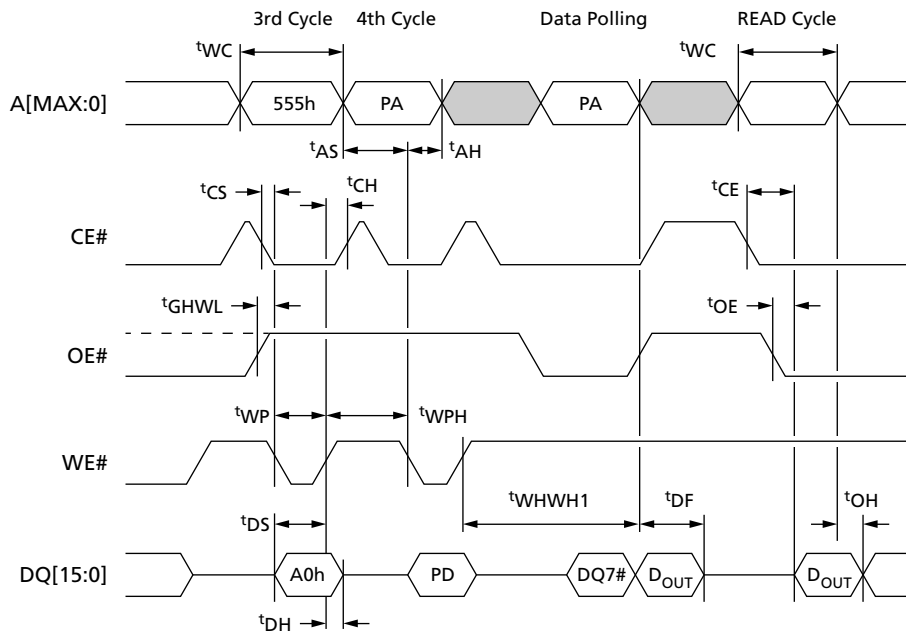 3rd Cycle 4th Cycle Data Polling READ Cycle
tWC tWC
A[MAX:0] 555h PA PA
tAS tAH
tCS tCH tCE
CE#
tGHWL tOE
OE#
tWP tWPH
WE#
tWHWH1 tDF tOH
tDS
DQ[15:0] A0h PD DQ7# DOUT DOUT
tDH